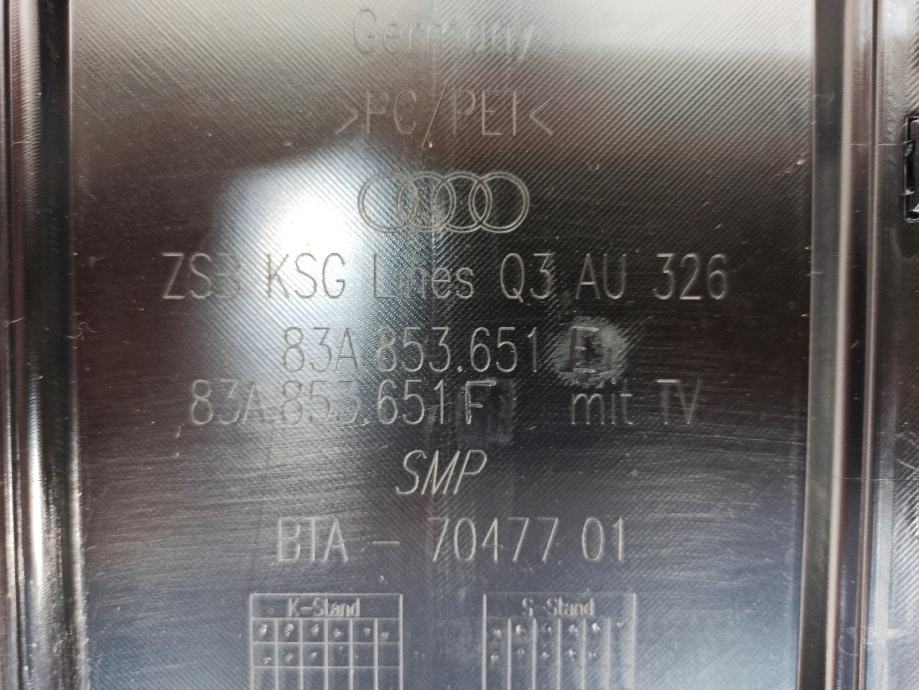 Germany
>PC/PET<
ZSB KSG Lines Q3 AU 326
83A.853.651 E
83A.853.651 F mit TV
SMP
BTA - 70477 01
K-Stand S-Stand